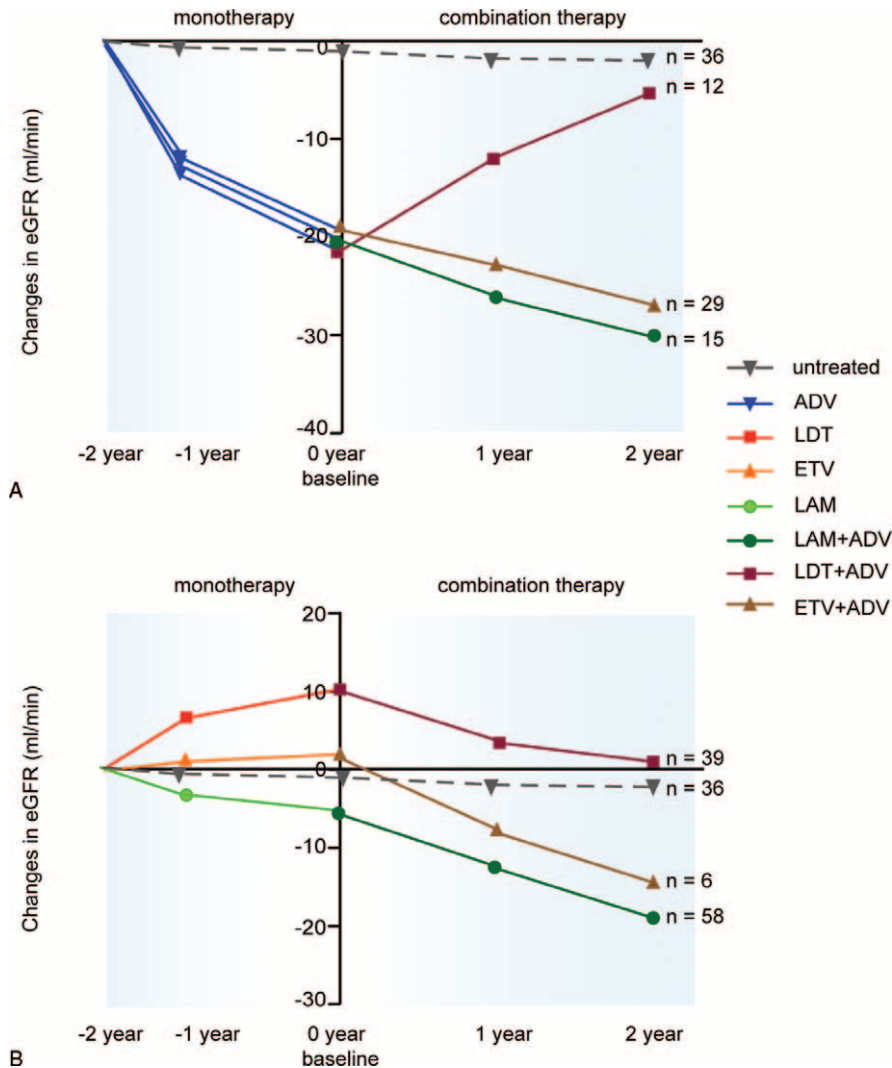 monotherapy combination therapy
0
n = 36
n = 12
-10
-20
n = 29
-30
n = 15
-40
-2 year -1 year 0 year 1 year 2 year
baseline
Changes in eGFR (ml/min)
A
untreated
ADV
LDT
ETV
LAM
LAM+ADV
LDT+ADV
ETV+ADV
monotherapy combination therapy
20
10
n = 39
0
n = 36
-10
n = 6
n = 58
-20
-30
-2 year -1 year 0 year 1 year 2 year
baseline
Changes in eGFR (ml/min)
B